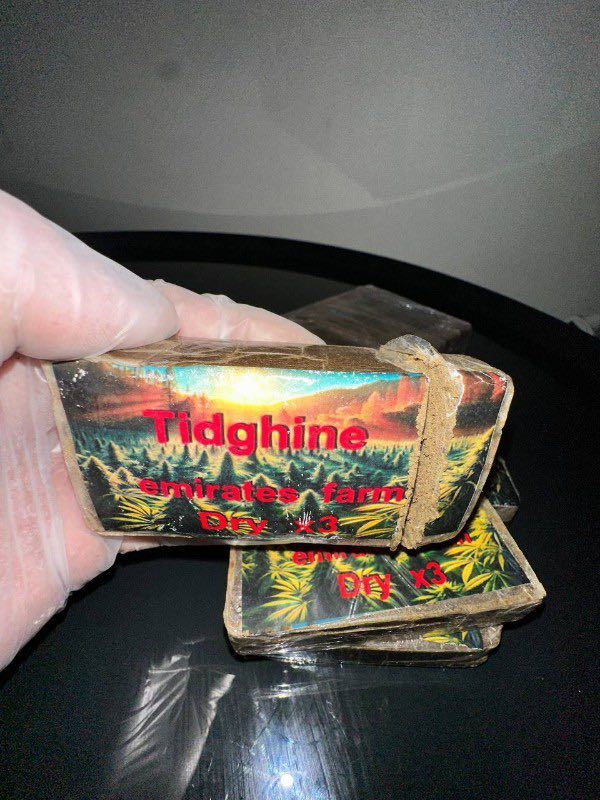 Tidghine
emirates farm
Dry x3
Dry x3